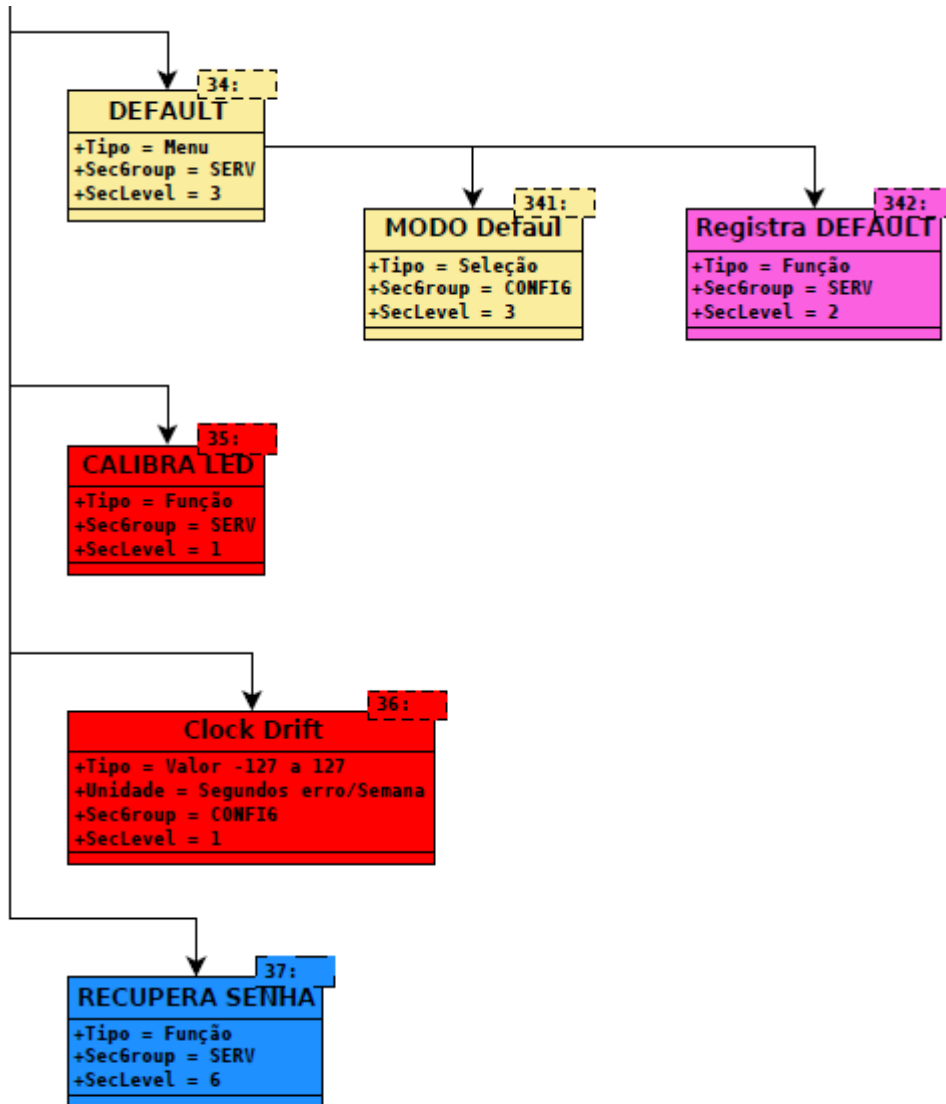 34:
DEFAULT
+Tipo = Menu
+SecGroup = SERV
+SecLevel = 3
341:
MODO Defaul
+Tipo = Seleção
+SecGroup = CONFIG
+SecLevel = 3
342:
Registra DEFAULT
+Tipo = Função
+SecGroup = SERV
+SecLevel = 2
35:
CALIBRA LED
+Tipo = Função
+SecGroup = SERV
+SecLevel = 1
36:
Clock Drift
+Tipo = Valor -127 a 127
+Unidade = Segundos erro/Semana
+SecGroup = CONFIG
+SecLevel = 1
37:
RECUPERA SENHA
+Tipo = Função
+SecGroup = SERV
+SecLevel = 6